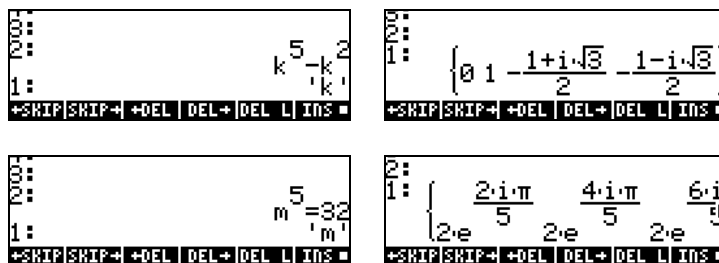 3:
2: k^5-k^2
1: 'k'
←SKIP SKIP→ ←DEL DEL→ DEL L INS ■
2:
1: {0 1 -(1+i·√3)/2 -(1-i·√3)/2
←SKIP SKIP→ ←DEL DEL→ DEL L INS ■
3:
2: m^5=32
1: 'm'
←SKIP SKIP→ ←DEL DEL→ DEL L INS ■
2:
1: {2·e^(2·i·π/5) 2·e^(4·i·π/5) 2·e^(6·i
←SKIP SKIP→ ←DEL DEL→ DEL L INS ■